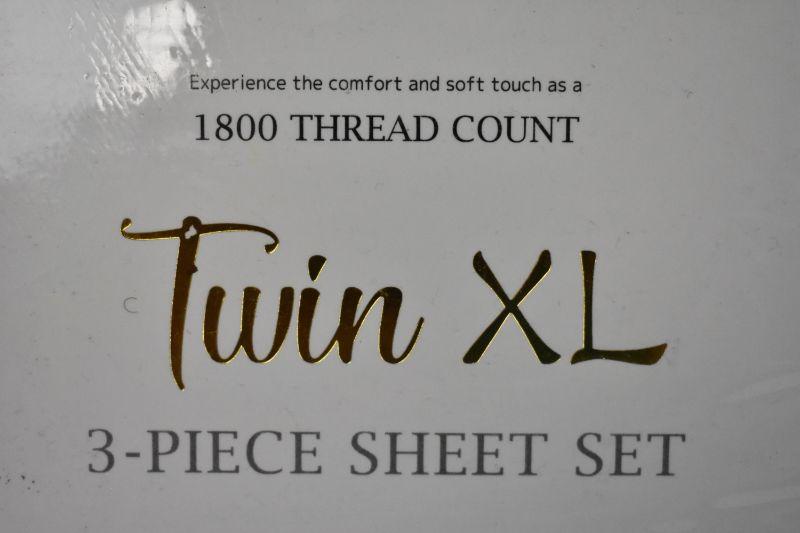 Experience the comfort and soft touch as a
1800 THREAD COUNT
Twin XL
3-PIECE SHEET SET